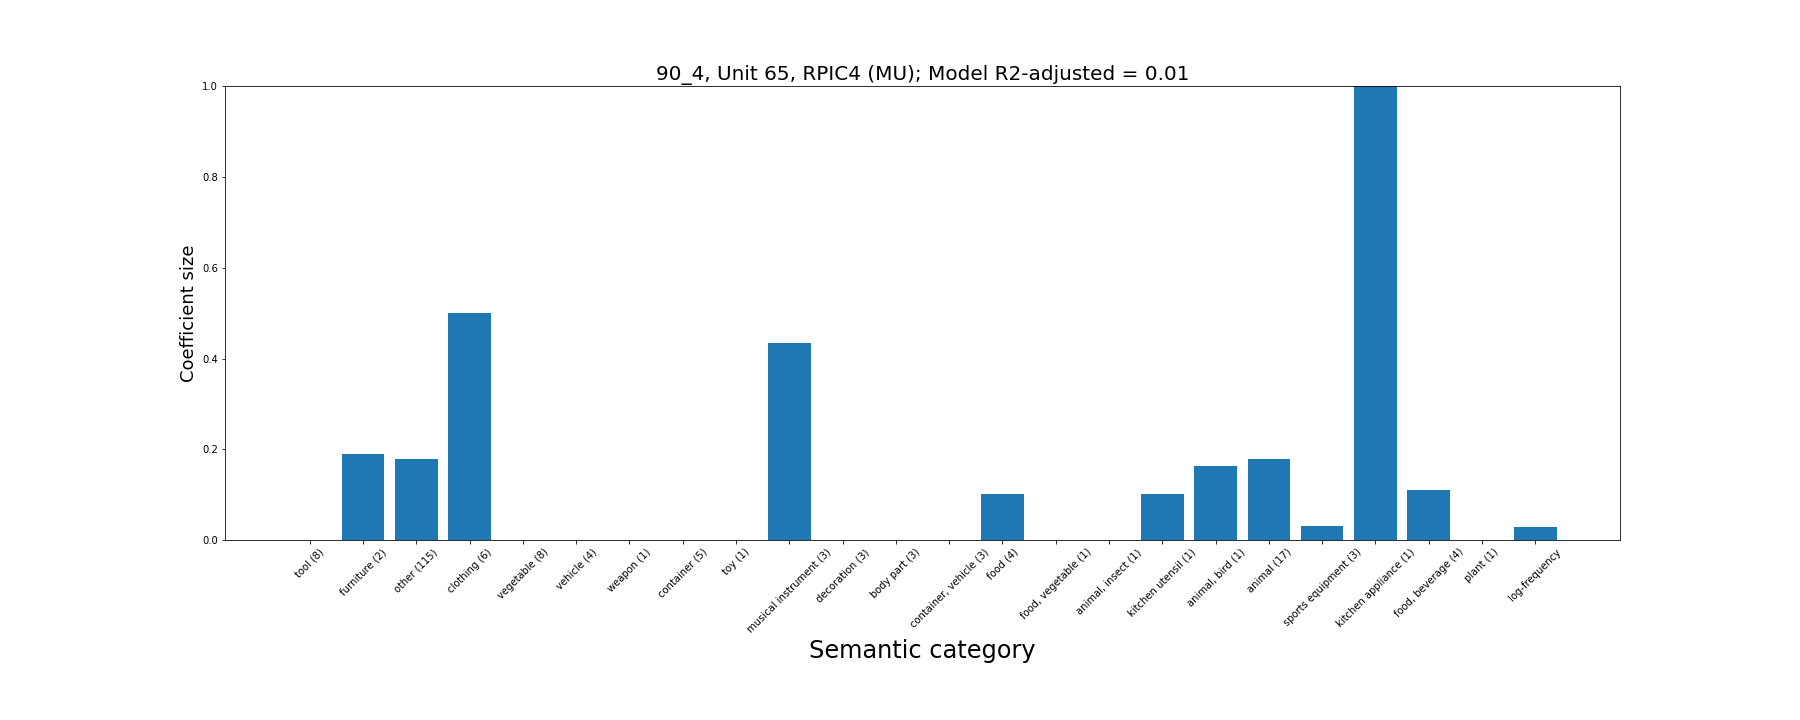 90_4, Unit 65, RPIC4 (MU); Model R2-adjusted = 0.01
Coefficient size
1.0
0.8
0.6
0.4
0.2
0.0
tool (8)
furniture (2)
other (115)
clothing (6)
vegetable (8)
vehicle (4)
weapon (1)
container (5)
toy (1)
musical instrument (3)
decoration (3)
body part (3)
container, vehicle (3)
food (4)
food, vegetable (1)
animal, insect (1)
kitchen utensil (1)
animal, bird (1)
animal (17)
sports equipment (3)
kitchen appliance (1)
food, beverage (4)
plant (1)
log-frequency
Semantic category